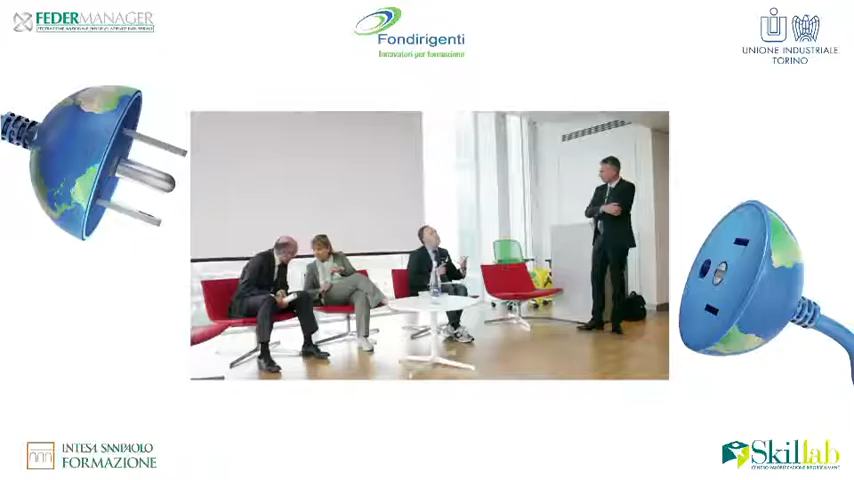 FEDERMANAGER
Fondirigenti
Innovatori per formazione
UNIONE INDUSTRIALE
TORINO
INTESA SANPAOLO
FORMAZIONE
Skillab